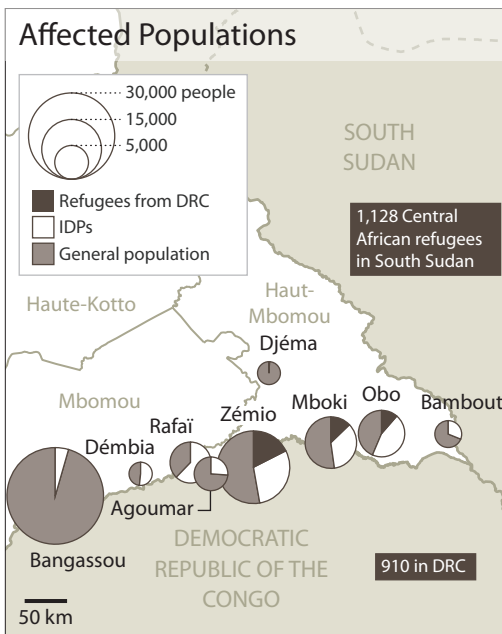 Affected Populations
30,000 people
15,000
5,000
Refugees from DRC
IDPs
General population
SOUTH
SUDAN
1,128 Central
African refugees
in South Sudan
Haute-Kotto
Haut-
Mbomou
Djéma
Mbomou
Rafaï
Zémio
Mboki
Obo
Bambouti
Démbia
Agoumar
Bangassou
DEMOCRATIC
REPUBLIC OF THE
CONGO
910 in DRC
50 km